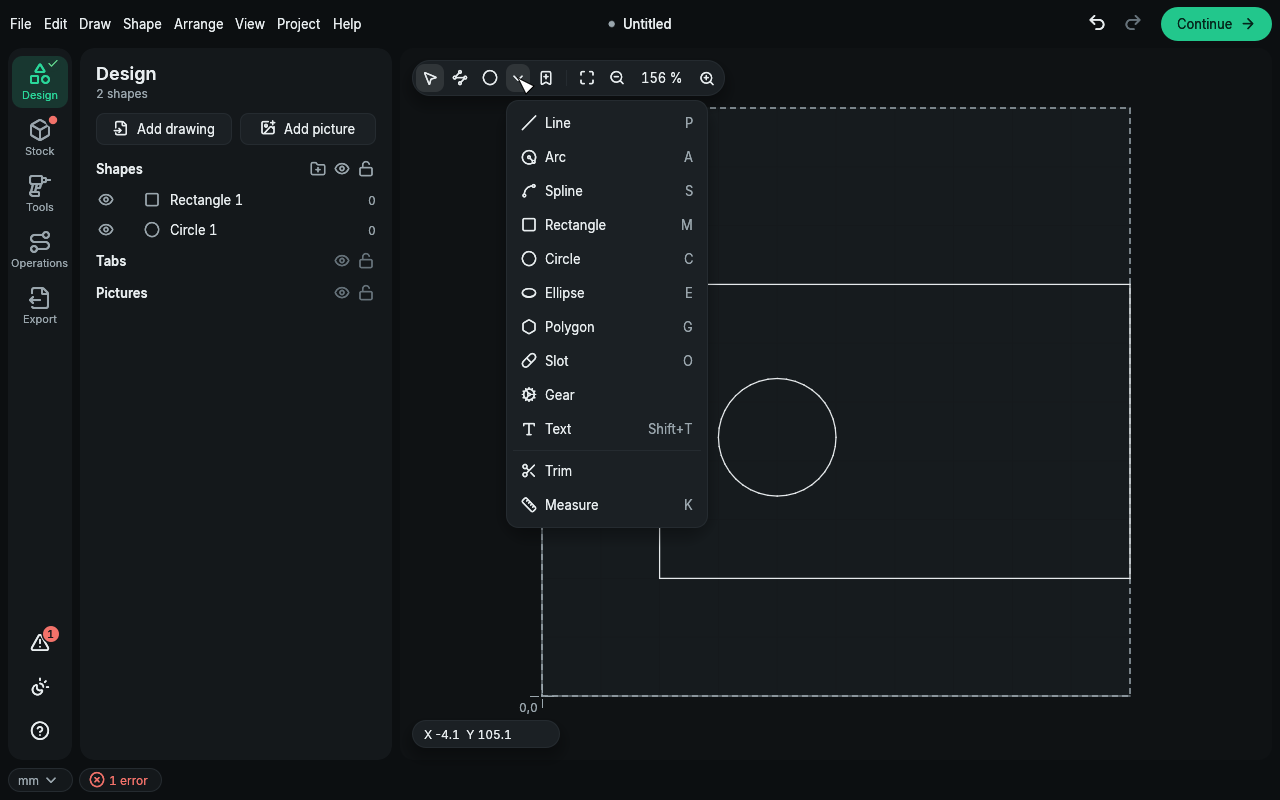 File Edit Draw Shape Arrange View Project Help
Untitled
Continue
Design
Stock
Tools
Operations
Export
1
Design
2 shapes
Add drawing
Add picture
Shapes
Rectangle 1 0
Circle 1 0
Tabs
Pictures
156 %
Line P
Arc A
Spline S
Rectangle M
Circle C
Ellipse E
Polygon G
Slot O
Gear
Text Shift+T
Trim
Measure K
0,0
X -4.1 Y 105.1
mm
1 error